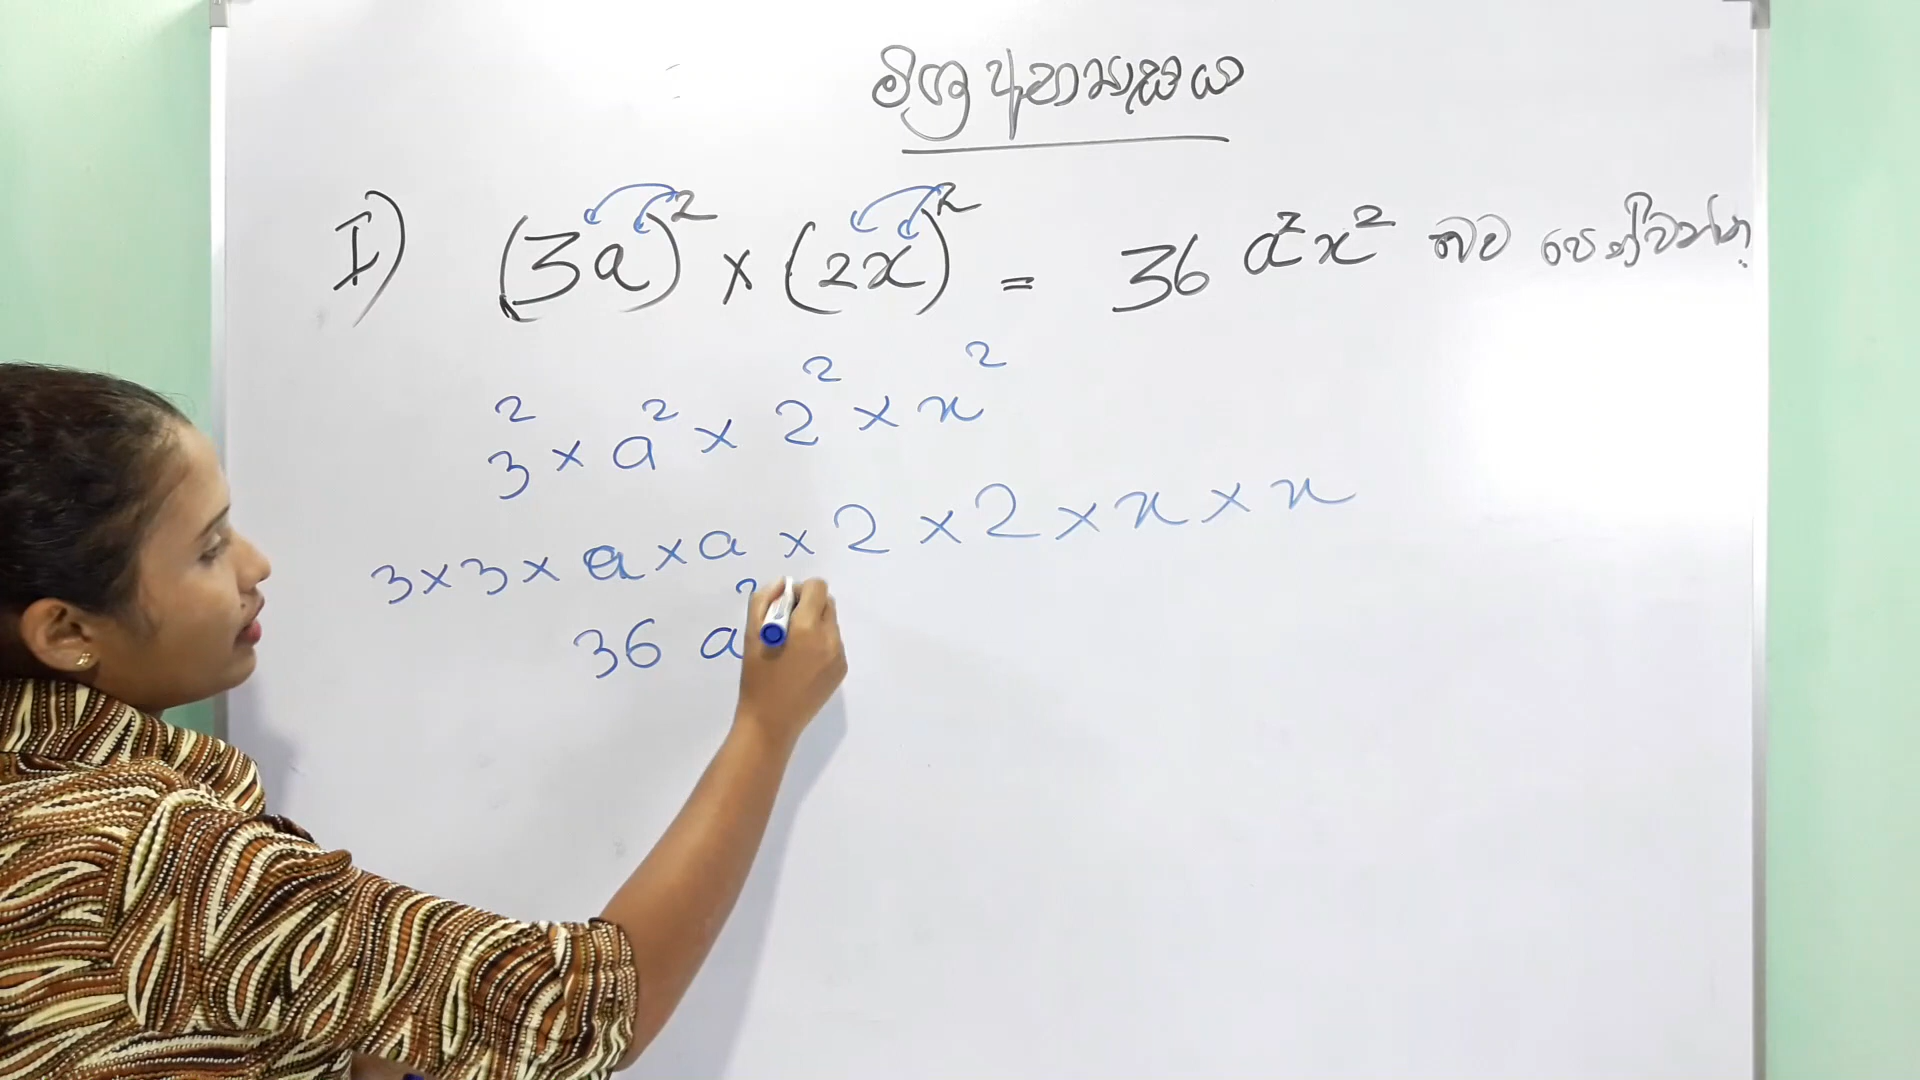 මිශ්‍ර අභ්‍යාසය
I) (3a)² × (2x)² = 36 a²x² බව පෙන්වන්න.
3² × a² × 2² × x²
3 × 3 × a × a × 2 × 2 × x × x
36 a²